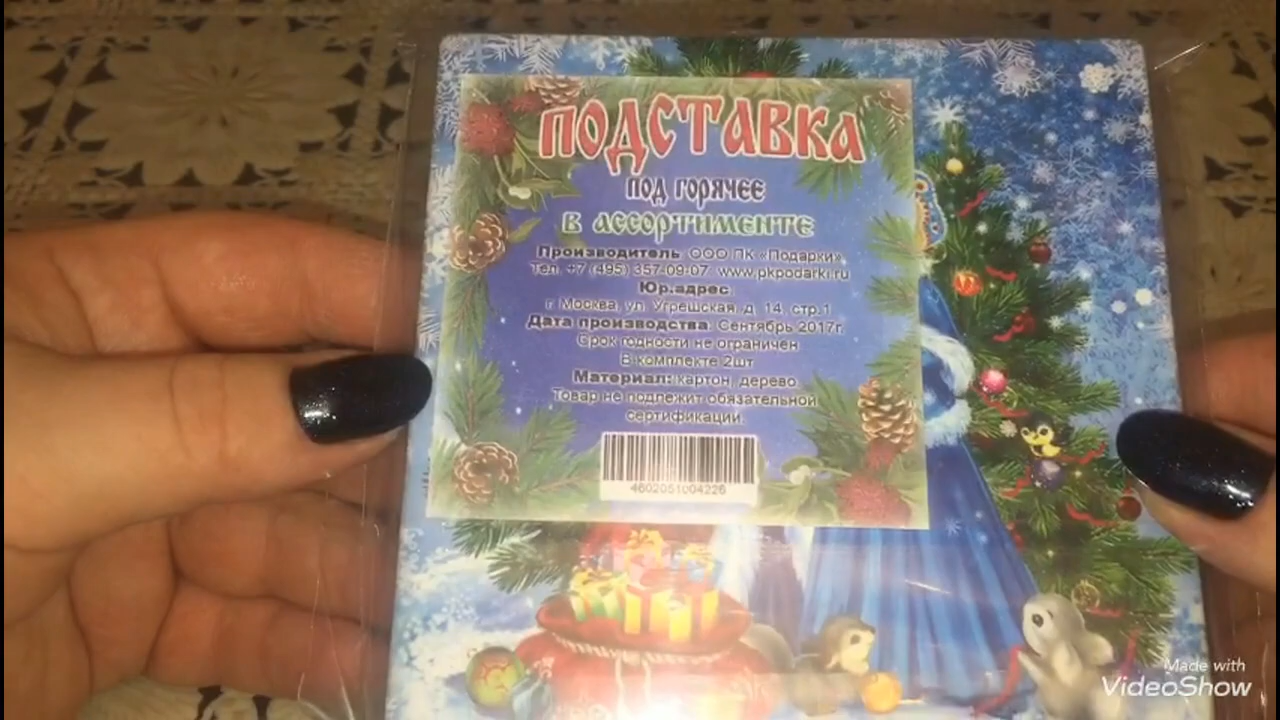 ПОДСТАВКА
ПОД ГОРЯЧЕЕ
В АССОРТИМЕНТЕ
Производитель: ООО ПК «Подарки»,
тел. +7 (495) 357-09-07 www.pkpodarki.ru
Юр.адрес:
г. Москва, ул. Угрешская, д. 14, стр.1
Дата производства: Сентябрь 2017г.
Срок годности не ограничен
В комплекте 2шт
Материал: картон, дерево.
Товар не подлежит обязательной
сертификации.
4602051004226
Made with
VideoShow